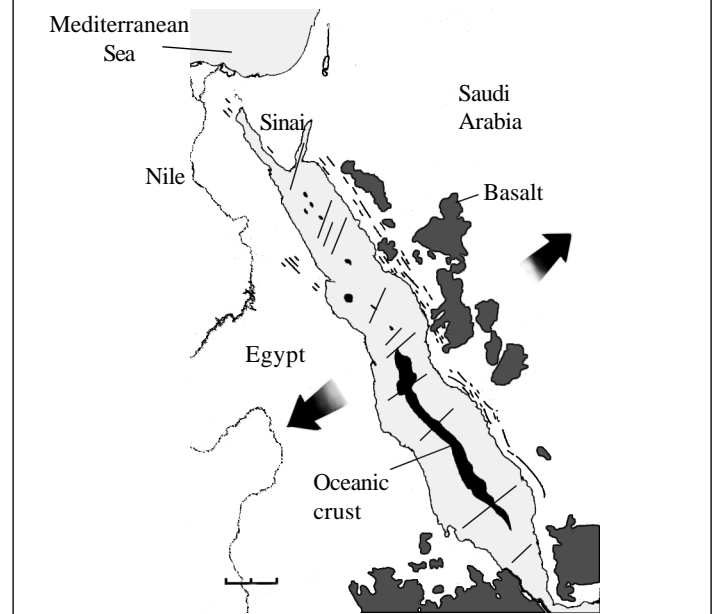 Mediterranean
Sea
Saudi
Arabia
Sinai
Nile
Basalt
Egypt
Oceanic
crust